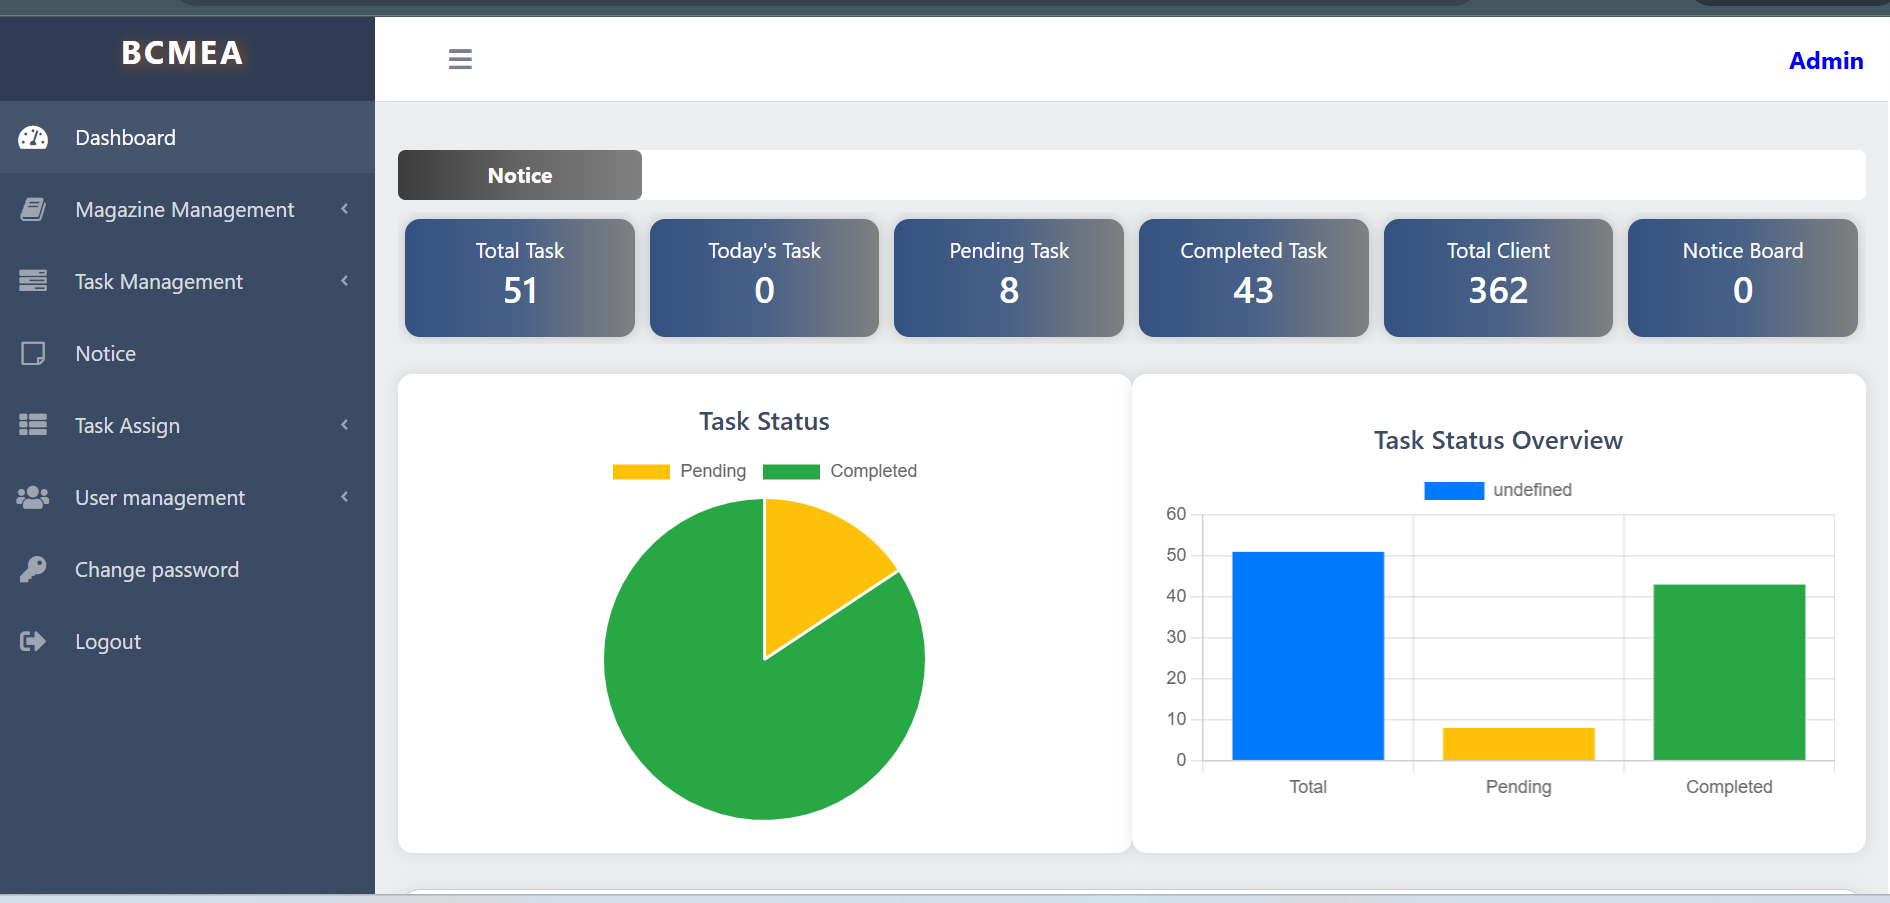 BCMEA
Admin
Dashboard
Magazine Management
Task Management
Notice
Task Assign
User management
Change password
Logout
Notice
Total Task
51
Today's Task
0
Pending Task
8
Completed Task
43
Total Client
362
Notice Board
0
Task Status
Pending Completed
Task Status Overview
undefined
60
50
40
30
20
10
0
Total Pending Completed